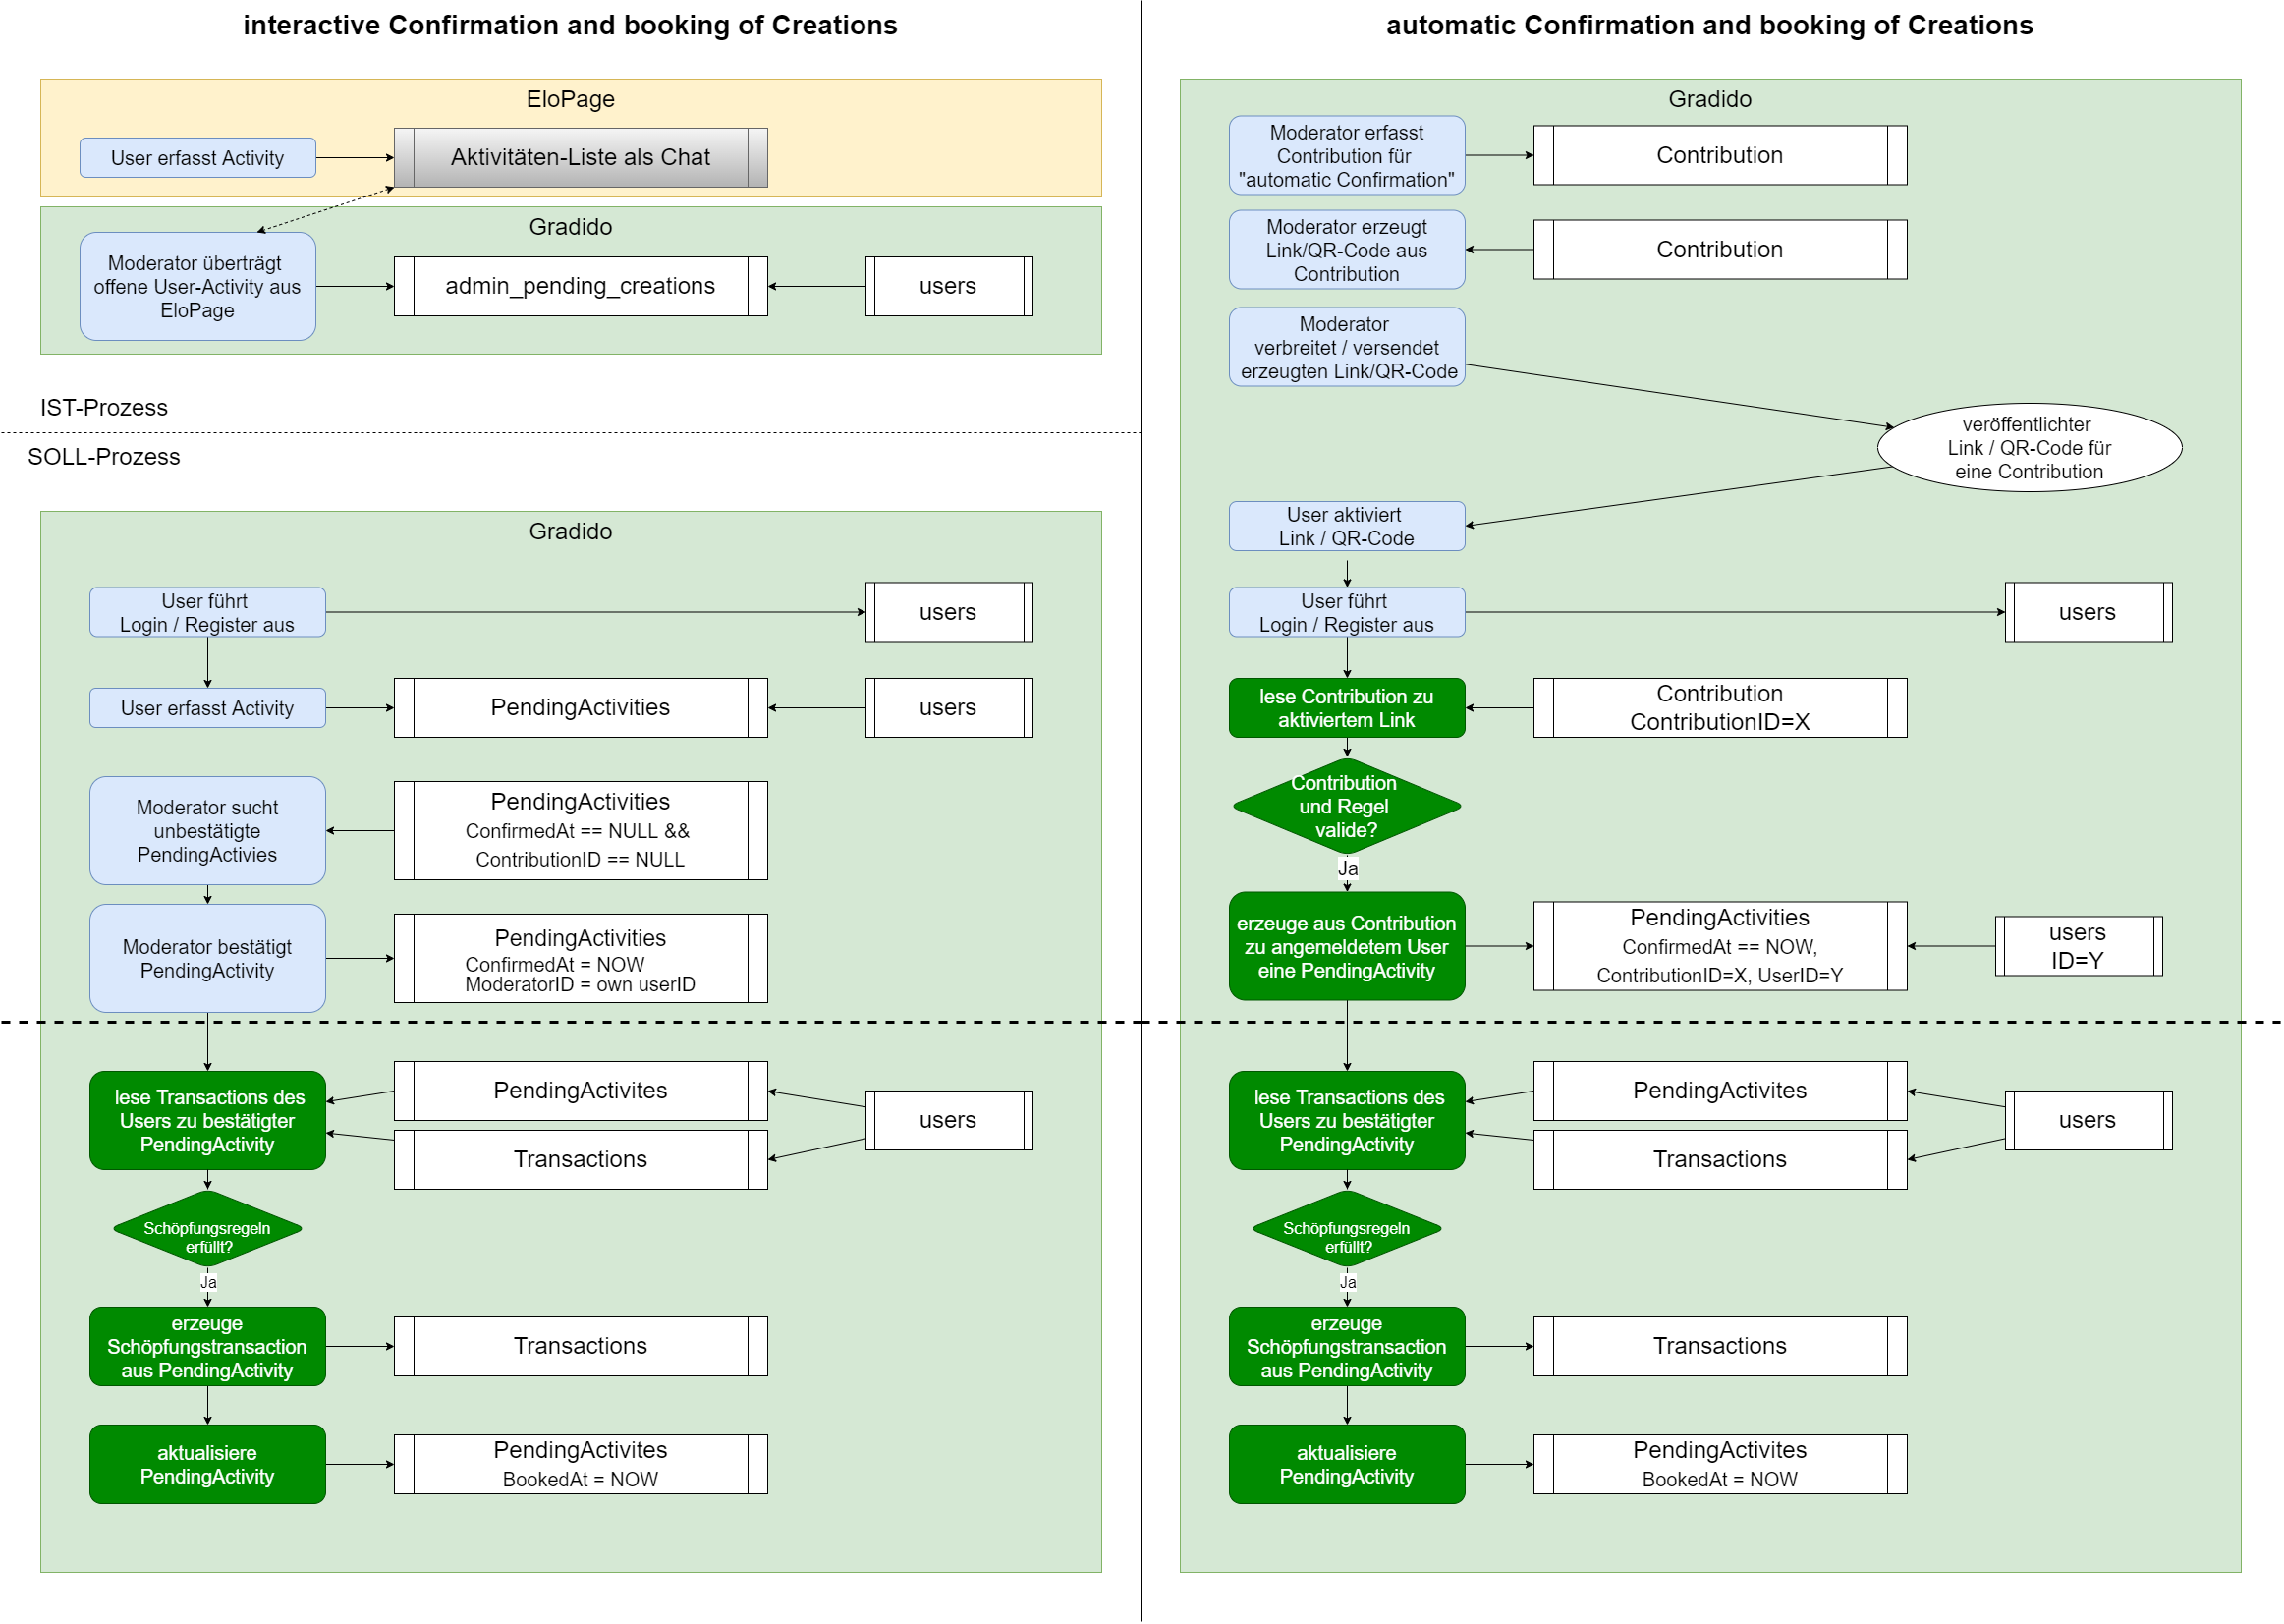 interactive Confirmation and booking of Creations
EloPage
User erfasst Activity
Aktivitäten-Liste als Chat
Gradido
Moderator überträgt
offene User-Activity aus
EloPage
admin_pending_creations
users
IST-Prozess
SOLL-Prozess
Gradido
User führt
Login / Register aus
users
User erfasst Activity
PendingActivities
users
Moderator sucht
unbestätigte
PendingActivies
PendingActivities
ConfirmedAt == NULL &&
ContributionID == NULL
Moderator bestätigt
PendingActivity
PendingActivities
ConfirmedAt = NOW
ModeratorID = own userID
lese Transactions des
Users zu bestätigter
PendingActivity
PendingActivites
Transactions
users
Schöpfungsregeln
erfüllt?
Ja
erzeuge
Schöpfungstransaction
aus PendingActivity
Transactions
aktualisiere
PendingActivity
PendingActivites
BookedAt = NOW
automatic Confirmation and booking of Creations
Gradido
Moderator erfasst
Contribution für
"automatic Confirmation"
Contribution
Moderator erzeugt
Link/QR-Code aus
Contribution
Contribution
Moderator
verbreitet / versendet
erzeugten Link/QR-Code
veröffentlichter
Link / QR-Code für
eine Contribution
User aktiviert
Link / QR-Code
User führt
Login / Register aus
users
lese Contribution zu
aktiviertem Link
Contribution
ContributionID=X
Contribution
und Regel
valide?
Ja
erzeuge aus Contribution
zu angemeldetem User
eine PendingActivity
PendingActivities
ConfirmedAt == NOW,
ContributionID=X, UserID=Y
users
ID=Y
lese Transactions des
Users zu bestätigter
PendingActivity
PendingActivites
Transactions
users
Schöpfungsregeln
erfüllt?
Ja
erzeuge
Schöpfungstransaction
aus PendingActivity
Transactions
aktualisiere
PendingActivity
PendingActivites
BookedAt = NOW